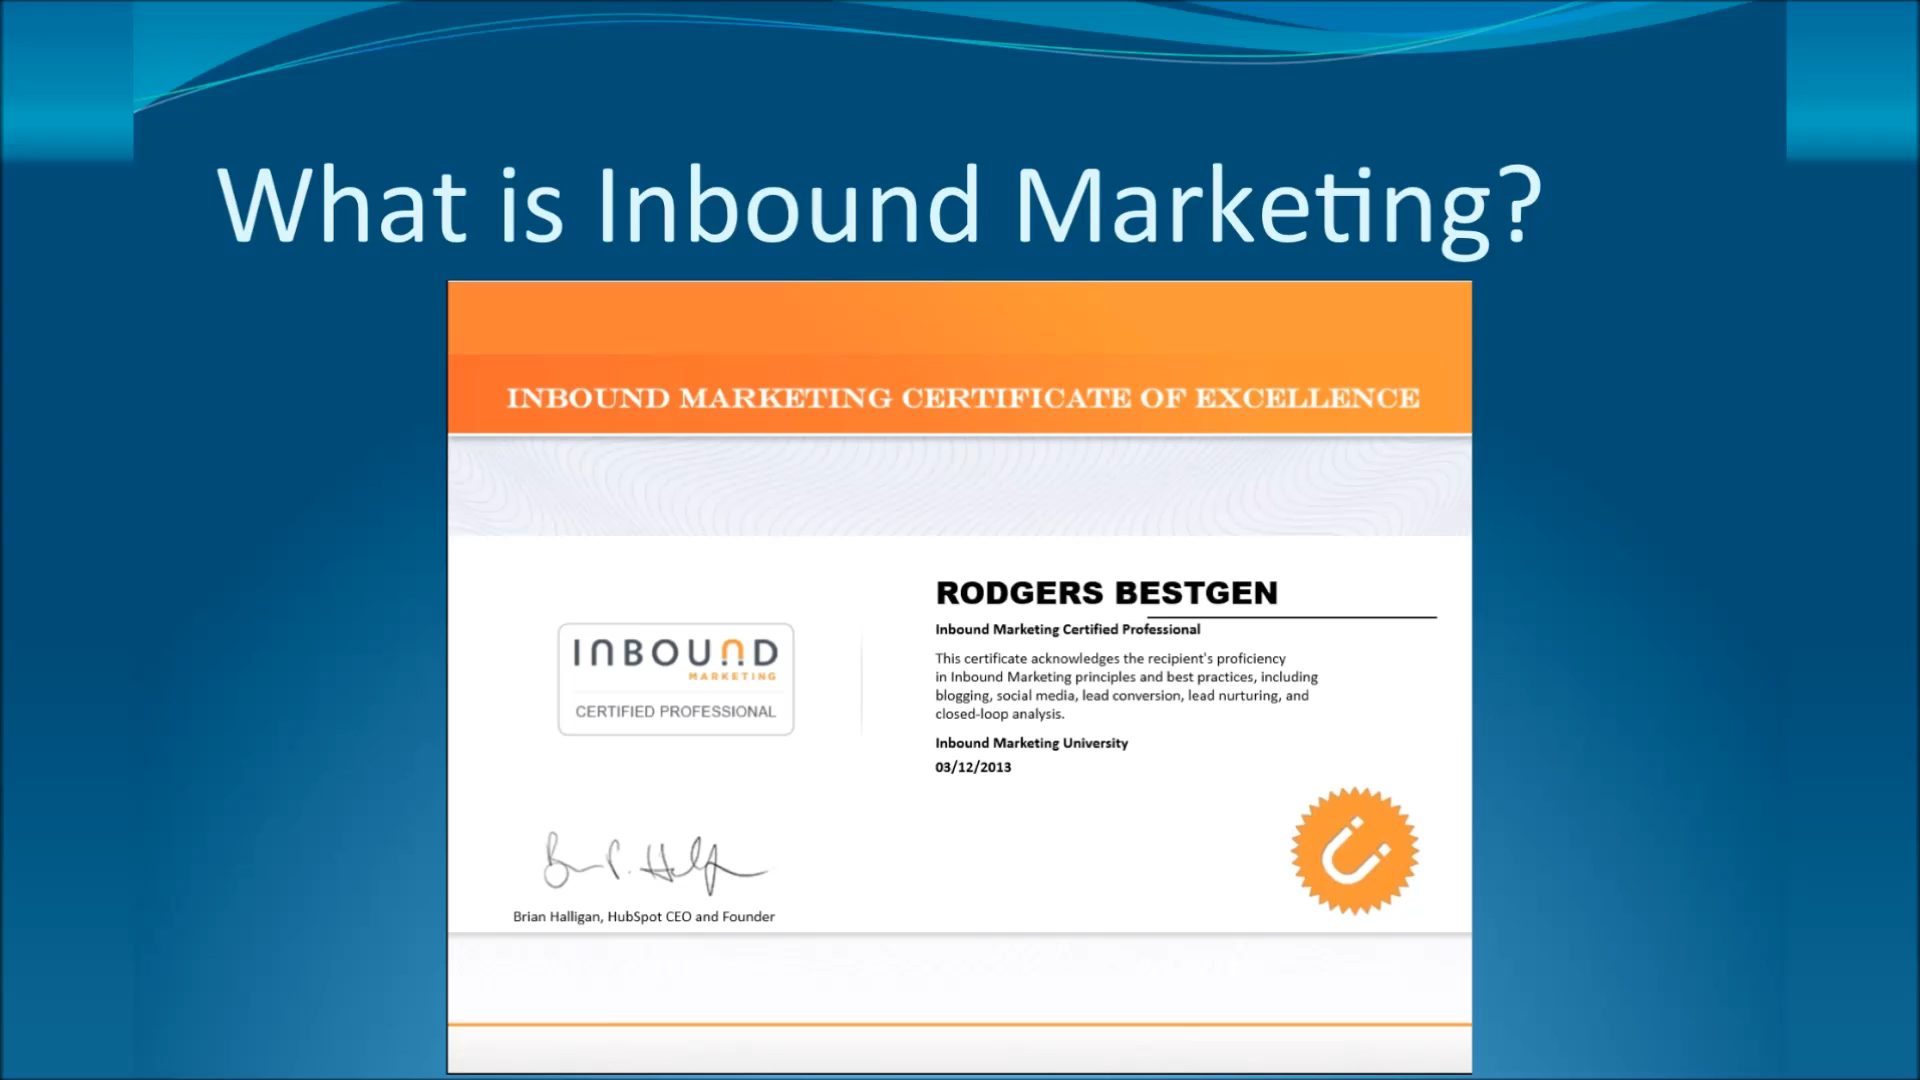 What is Inbound Marketing?
INBOUND MARKETING CERTIFICATE OF EXCELLENCE
INBOUND
MARKETING
CERTIFIED PROFESSIONAL
RODGERS BESTGEN
Inbound Marketing Certified Professional
This certificate acknowledges the recipient's proficiency
in Inbound Marketing principles and best practices, including
blogging, social media, lead conversion, lead nurturing, and
closed-loop analysis.
Inbound Marketing University
03/12/2013
Brian Halligan, HubSpot CEO and Founder